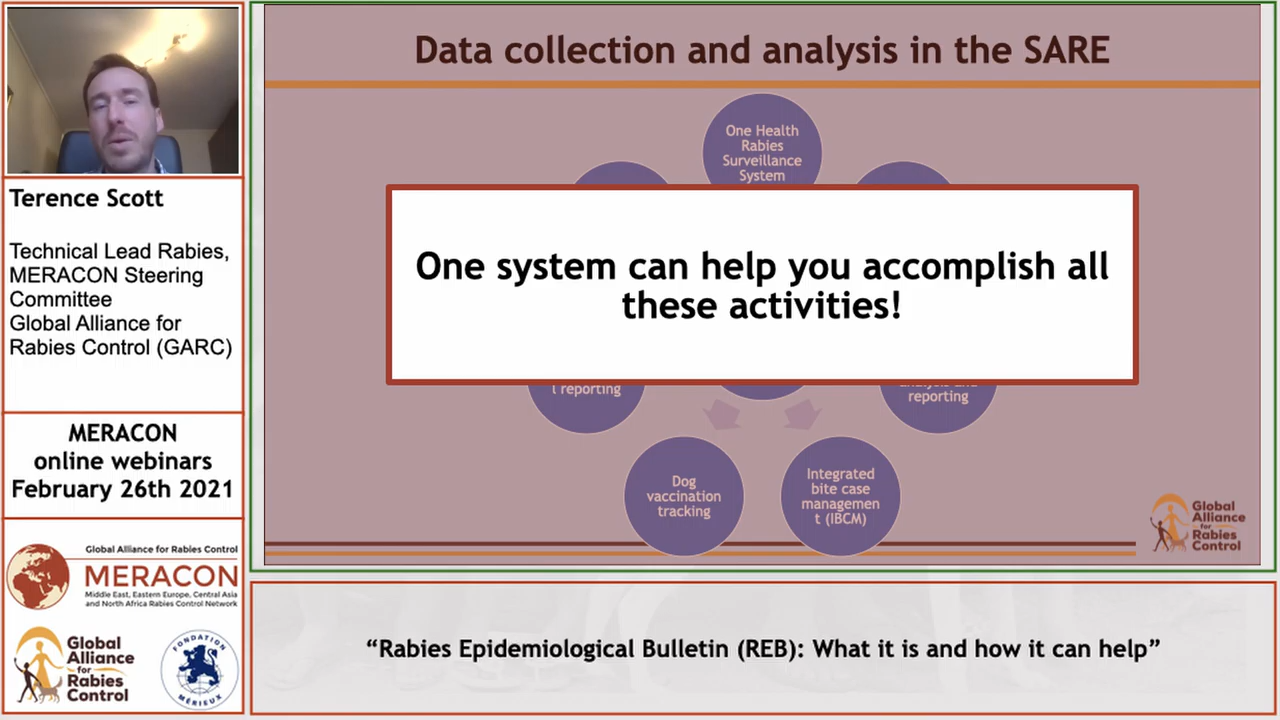 Terence Scott
Technical Lead Rabies,
MERACON Steering
Committee
Global Alliance for
Rabies Control (GARC)
MERACON
online webinars
February 26th 2021
Global Alliance for Rabies Control
MERACON
Middle East, Eastern Europe, Central Asia
and North Africa Rabies Control Network
Global
Alliance
for
Rabies
Control
FONDATION
MÉRIEUX
Data collection and analysis in the SARE
One Health
Rabies
Surveillance
System
One system can help you accomplish all
these activities!
l reporting
analysis and
reporting
Dog
vaccination
tracking
Integrated
bite case
managemen
t (IBCM)
Global
Alliance
for
Rabies
Control
“Rabies Epidemiological Bulletin (REB): What it is and how it can help”